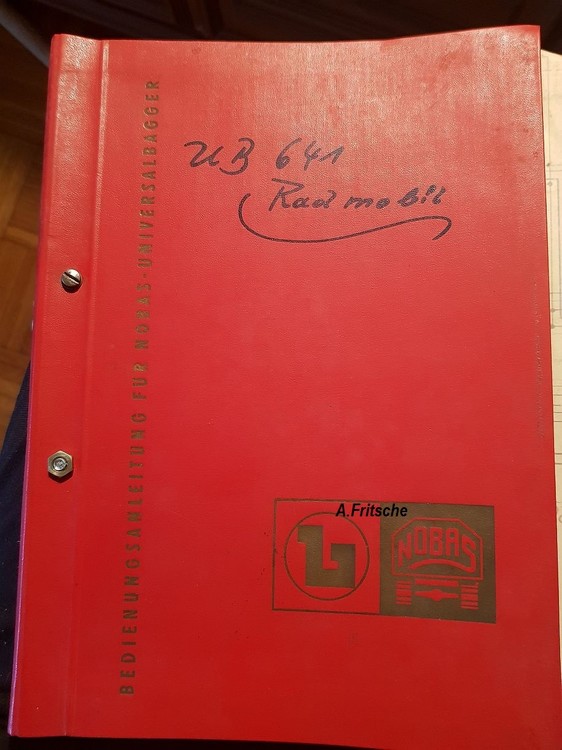 BEDIENUNGSANLEITUNG FÜR NOBAS-UNIVERSALBAGGER
UB 641
Radmobil
A.Fritsche
NOBAS